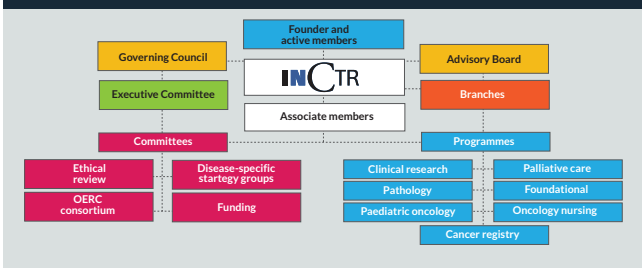 Founder and
active members
Governing Council
Advisory Board
INCTR
Executive Committee
Branches
Associate members
Committees
Programmes
Ethical
review
Disease-specific
startegy groups
Clinical research
Palliative care
OERC
consortium
Funding
Pathology
Foundational
Paediatric oncology
Oncology nursing
Cancer registry